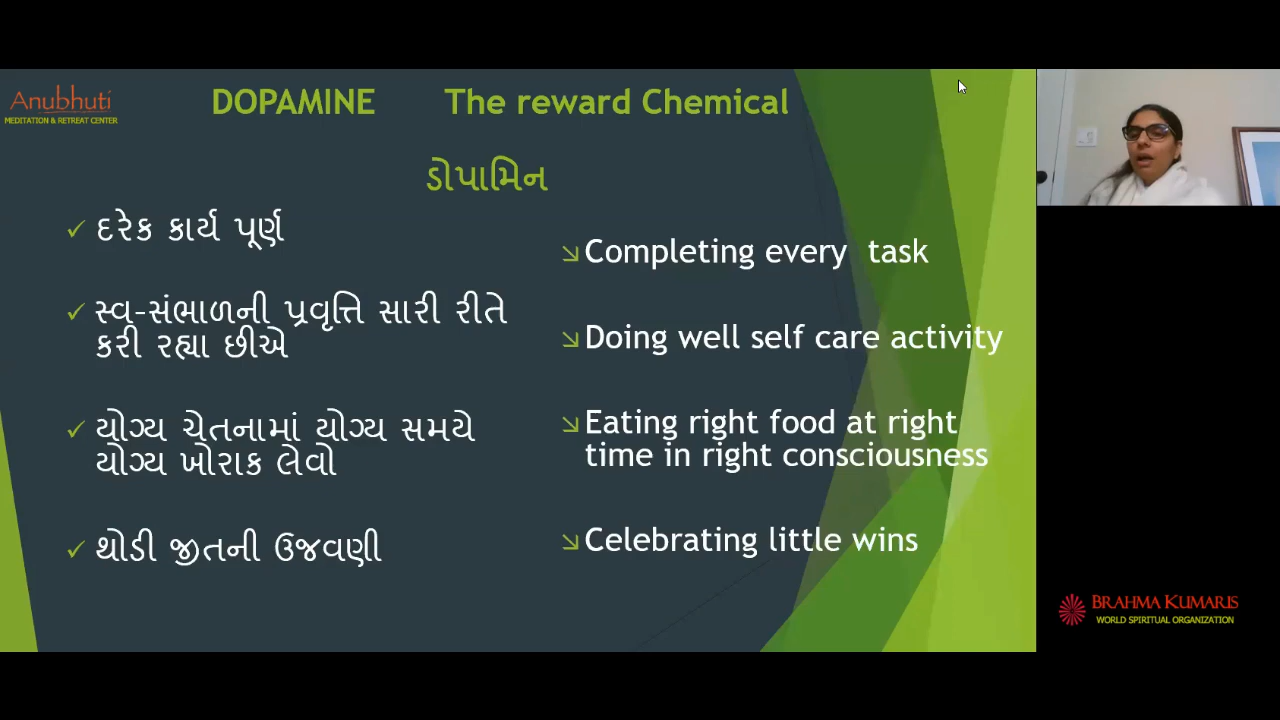 Anubhuti
MEDITATION & RETREAT CENTER
DOPAMINE The reward Chemical
ડોપામિન
✓ દરેક કાર્ય પૂર્ણ
✓ સ્વ-સંભાળની પ્રવૃત્તિ સારી રીતે
કરી રહ્યા છીએ
✓ યોગ્ય ચેતનામાં યોગ્ય સમયે
યોગ્ય ખોરાક લેવો
✓ થોડી જીતની ઉજવણી
Completing every task
Doing well self care activity
Eating right food at right
time in right consciousness
Celebrating little wins
BRAHMA KUMARIS
WORLD SPIRITUAL ORGANIZATION